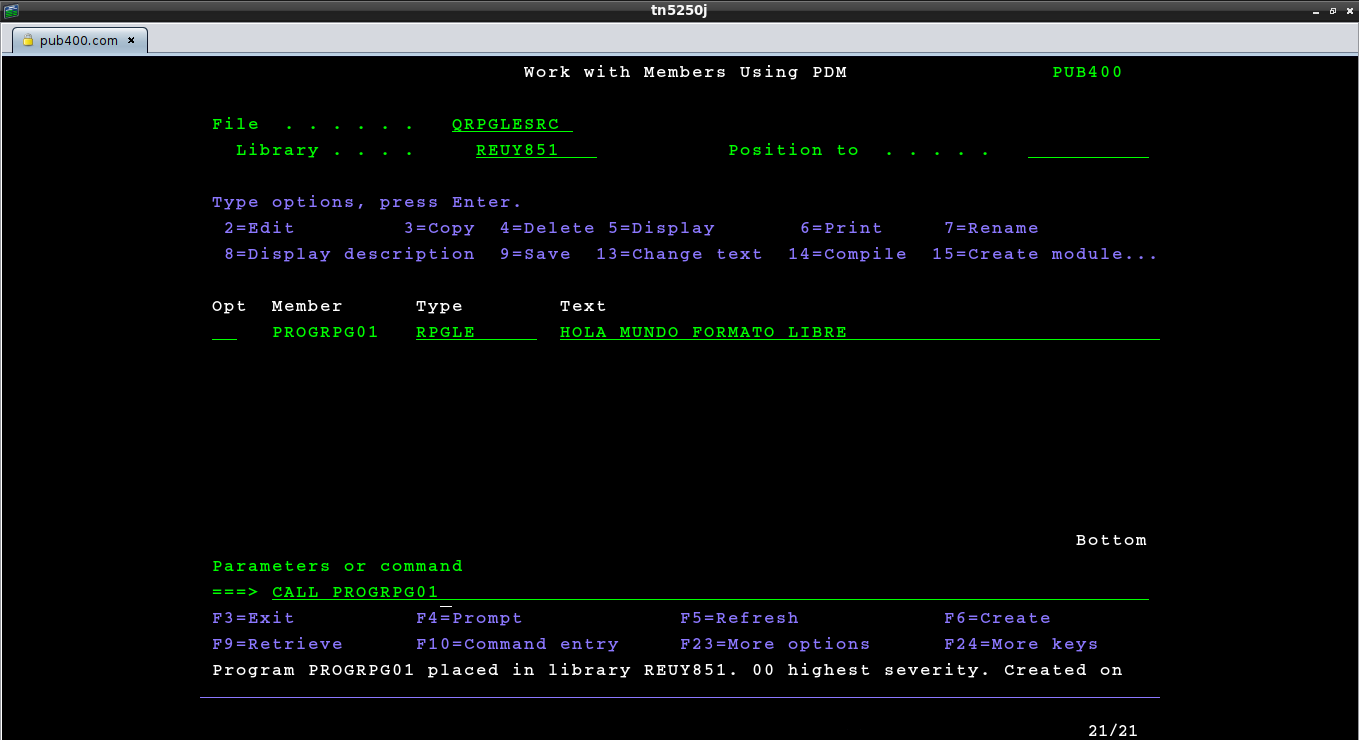 tn5250j
pub400.com
Work with Members Using PDM PUB400
File . . . . . . QRPGLESRC
Library . . . . REUY851 Position to . . . . .
Type options, press Enter.
2=Edit 3=Copy 4=Delete 5=Display 6=Print 7=Rename
8=Display description 9=Save 13=Change text 14=Compile 15=Create module...
Opt Member Type Text
PROGRPG01 RPGLE HOLA MUNDO FORMATO LIBRE
Bottom
Parameters or command
===> CALL PROGRPG01
F3=Exit F4=Prompt F5=Refresh F6=Create
F9=Retrieve F10=Command entry F23=More options F24=More keys
Program PROGRPG01 placed in library REUY851. 00 highest severity. Created on
21/21